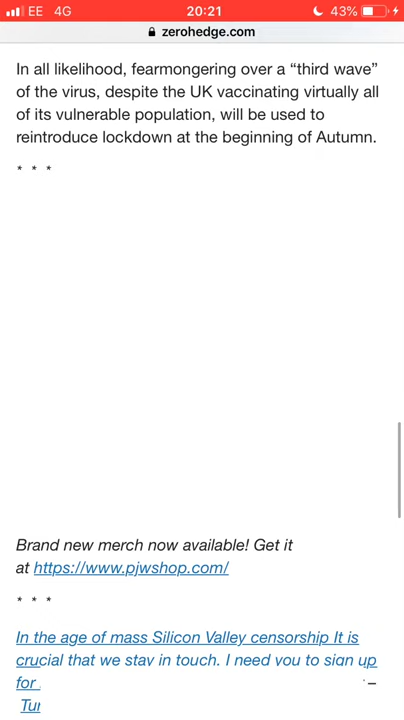 EE 4G 20:21 43%
zerohedge.com
In all likelihood, fearmongering over a “third wave”
of the virus, despite the UK vaccinating virtually all
of its vulnerable population, will be used to
reintroduce lockdown at the beginning of Autumn.
* * *
Brand new merch now available! Get it
at https://www.pjwshop.com/
* * *
In the age of mass Silicon Valley censorship It is
crucial that we stay in touch. I need you to sign up
for